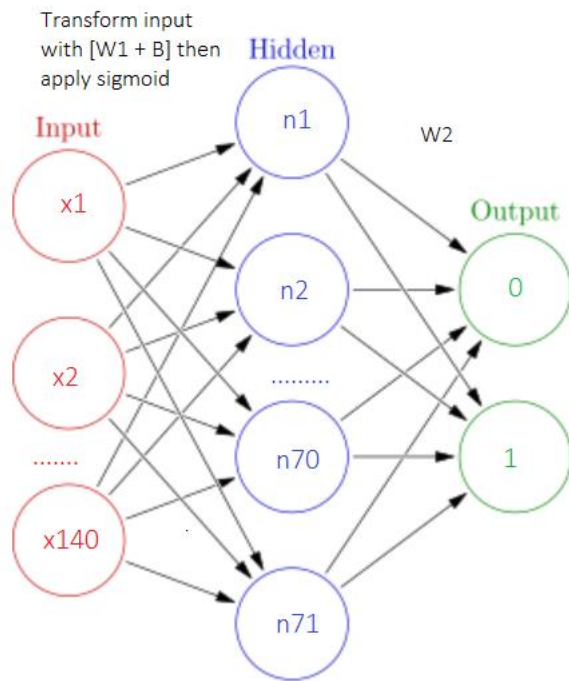 Transform input
with [W1 + B] then
apply sigmoid
Hidden
Input
W2
Output
x1
x2
.......
x140
n1
n2
.........
n70
n71
0
1